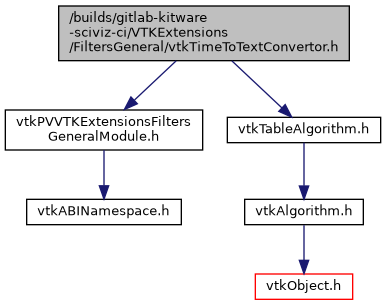 /builds/gitlab-kitware
-sciviz-ci/VTKExtensions
/FiltersGeneral/vtkTimeToTextConvertor.h
vtkPVVTKExtensionsFilters
GeneralModule.h
vtkTableAlgorithm.h
vtkABINamespace.h
vtkAlgorithm.h
vtkObject.h